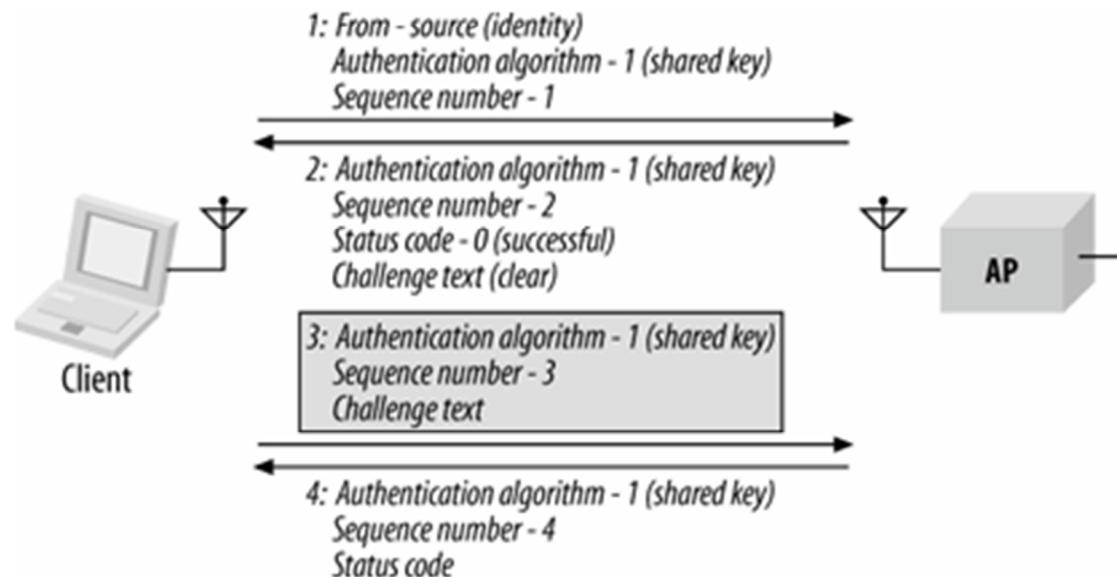 1: From - source (identity)
Authentication algorithm - 1 (shared key)
Sequence number - 1
2: Authentication algorithm - 1 (shared key)
Sequence number - 2
Status code - 0 (successful)
Challenge text (clear)
AP
3: Authentication algorithm - 1 (shared key)
Sequence number - 3
Challenge text
Client
4: Authentication algorithm - 1 (shared key)
Sequence number - 4
Status code